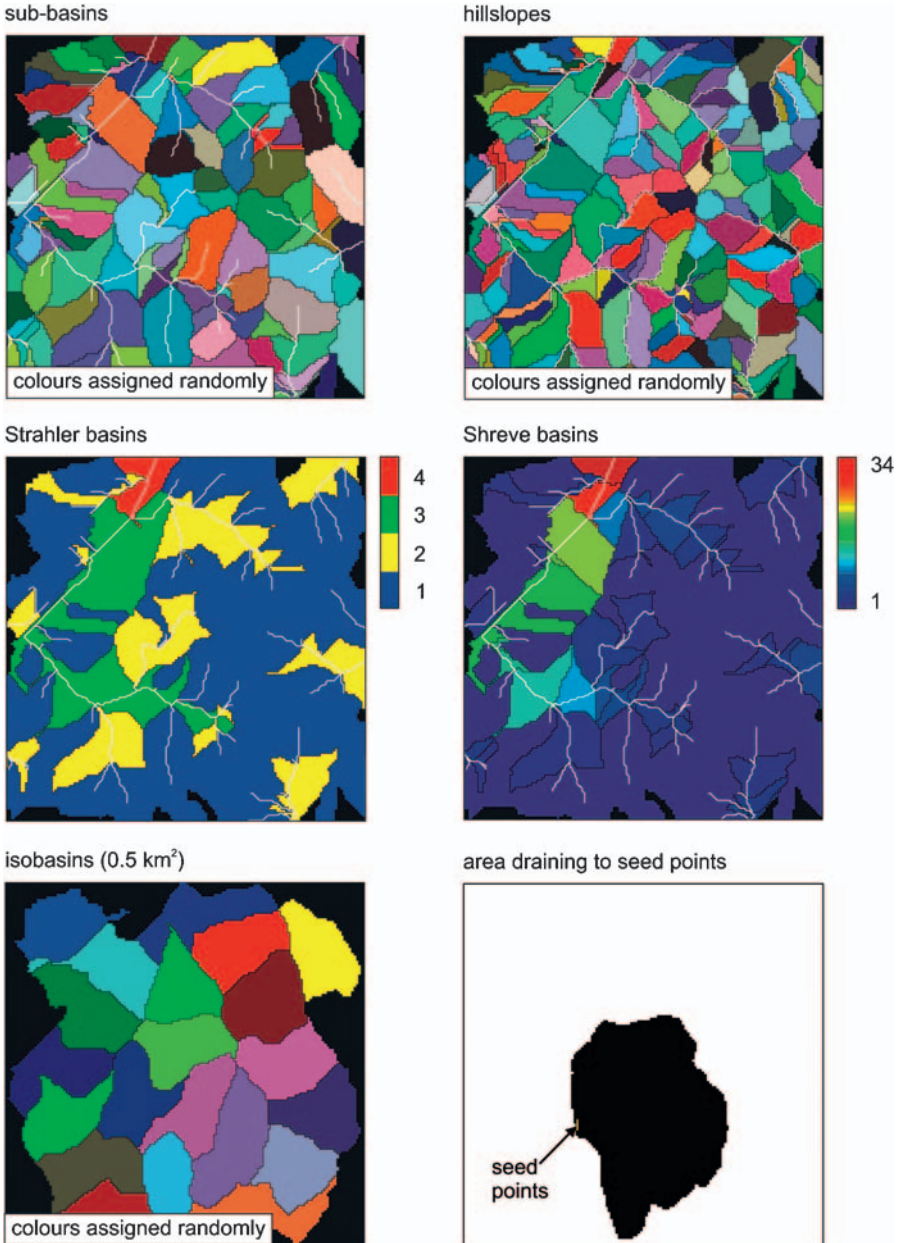 sub-basins
hillslopes
colours assigned randomly
colours assigned randomly
Strahler basins
Shreve basins
4
3
2
1
34
1
isobasins (0.5 km²)
area draining to seed points
seed
points
colours assigned randomly